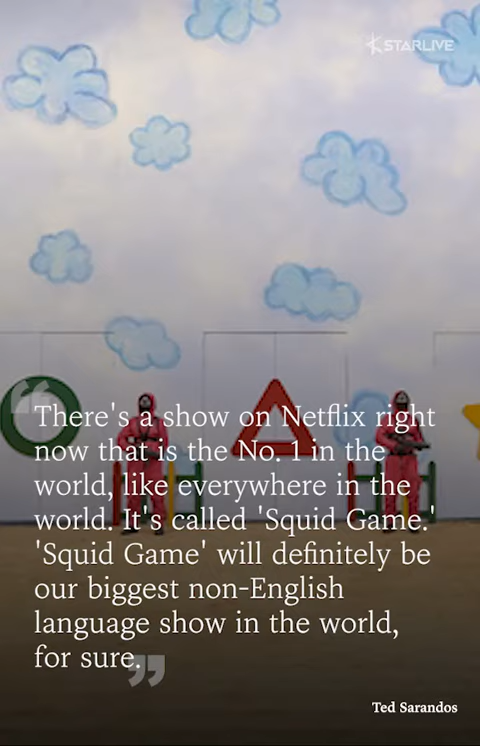 STARLIVE
“
There's a show on Netflix right
now that is the No. 1 in the
world, like everywhere in the
world. It's called 'Squid Game.'
'Squid Game' will definitely be
our biggest non-English
language show in the world,
for sure.
”
Ted Sarandos